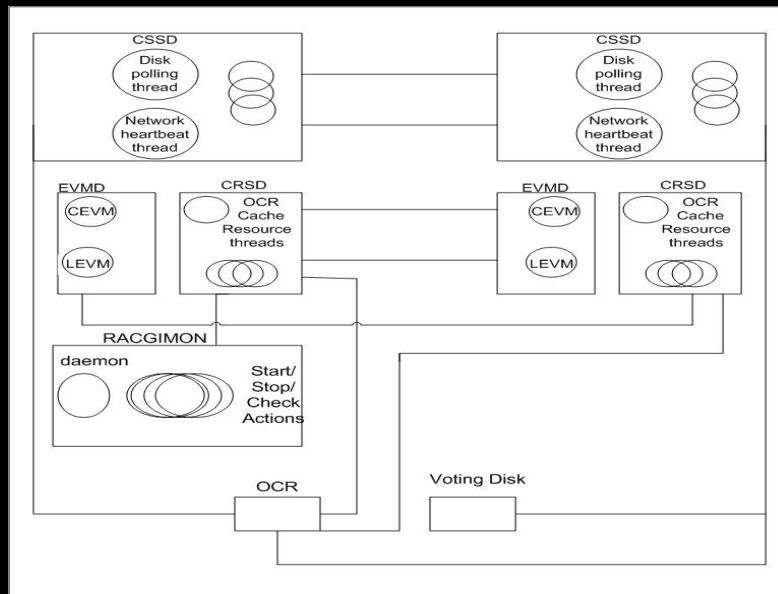 CSSD
Disk
polling
thread
Network
heartbeat
thread
CSSD
Disk
polling
thread
Network
heartbeat
thread
EVMD
CEVM
LEVM
CRSD
OCR
Cache
Resource
threads
EVMD
CEVM
LEVM
CRSD
OCR
Cache
Resource
threads
RACGIMON
daemon
Start/
Stop/
Check
Actions
OCR
Voting Disk